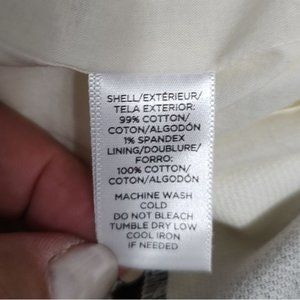 SHELL/EXTÉRIEUR/
TELA EXTERIOR:
99% COTTON/
COTON/ALGODÓN
1% SPANDEX
LINING/DOUBLURE/
FORRO:
100% COTTON/
COTON/ALGODÓN
MACHINE WASH
COLD
DO NOT BLEACH
TUMBLE DRY LOW
COOL IRON
IF NEEDED